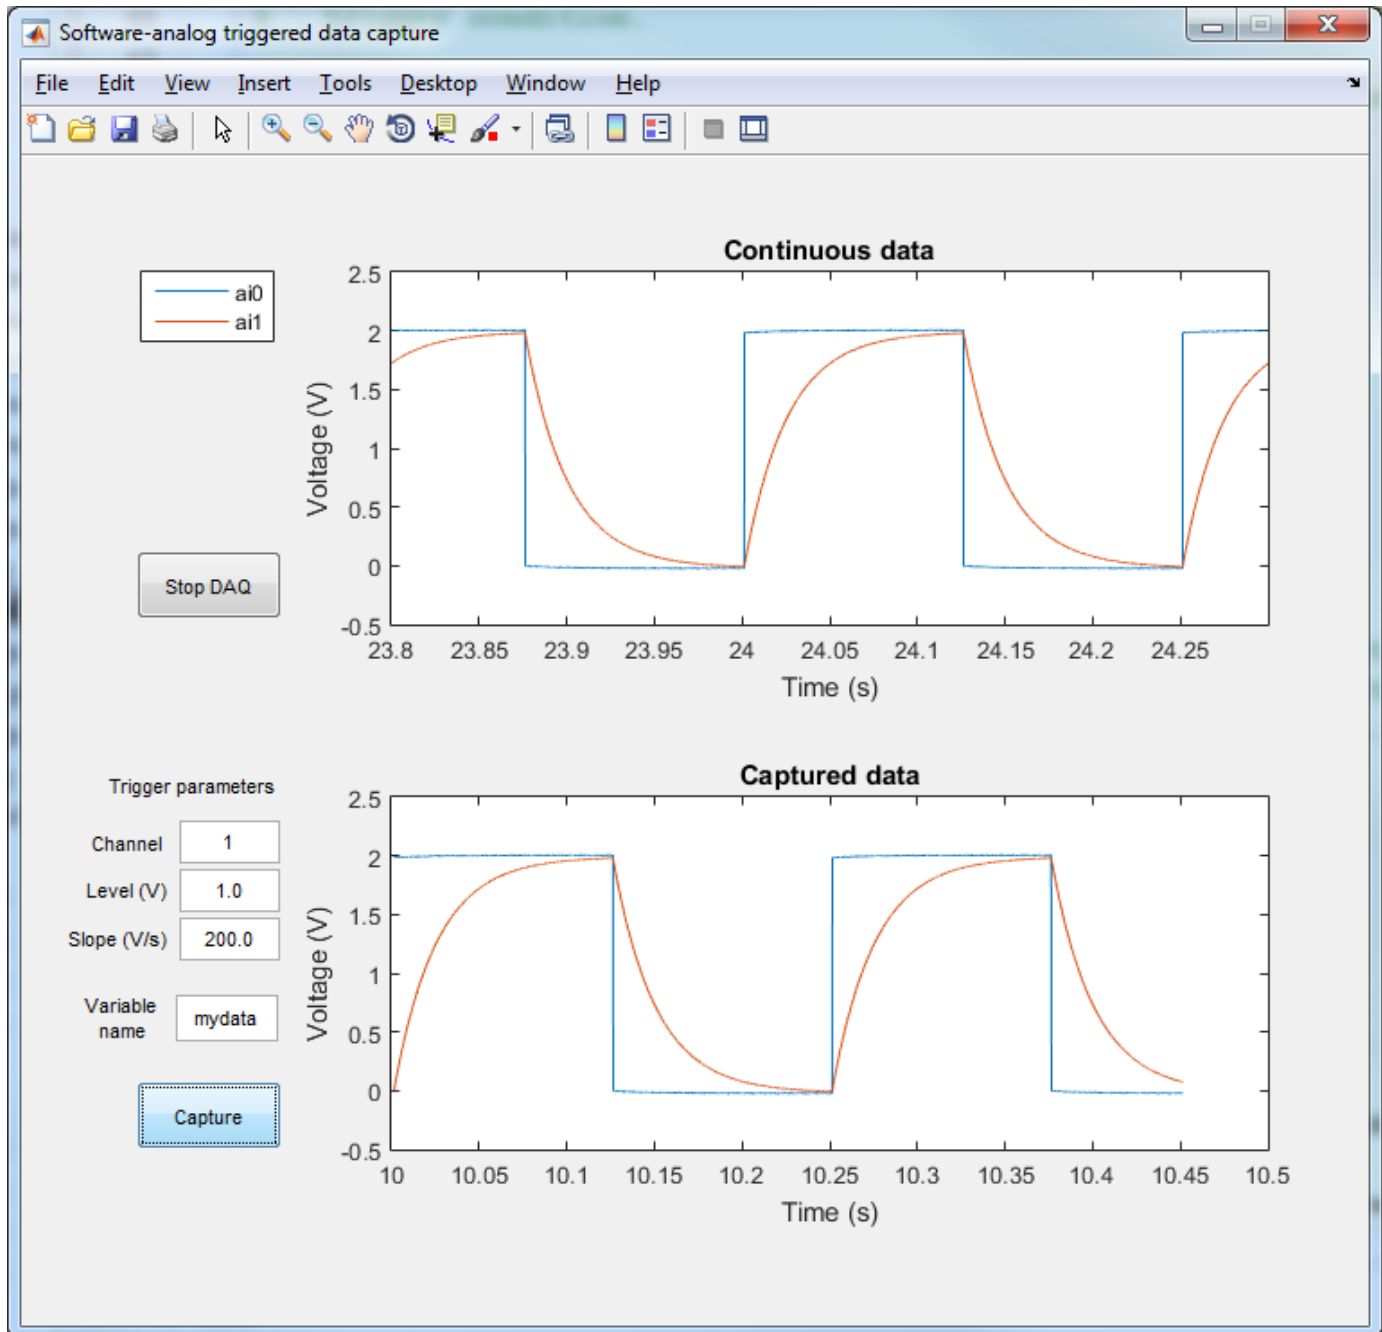 Software-analog triggered data capture
File Edit View Insert Tools Desktop Window Help
Continuous data
ai0
ai1
2.5
2
1.5
1
0.5
0
-0.5
Voltage (V)
23.8 23.85 23.9 23.95 24 24.05 24.1 24.15 24.2 24.25
Time (s)
Stop DAQ
Trigger parameters
Channel 1
Level (V) 1.0
Slope (V/s) 200.0
Variable
name
mydata
Capture
Captured data
2.5
2
1.5
1
0.5
0
-0.5
Voltage (V)
10 10.05 10.1 10.15 10.2 10.25 10.3 10.35 10.4 10.45 10.5
Time (s)